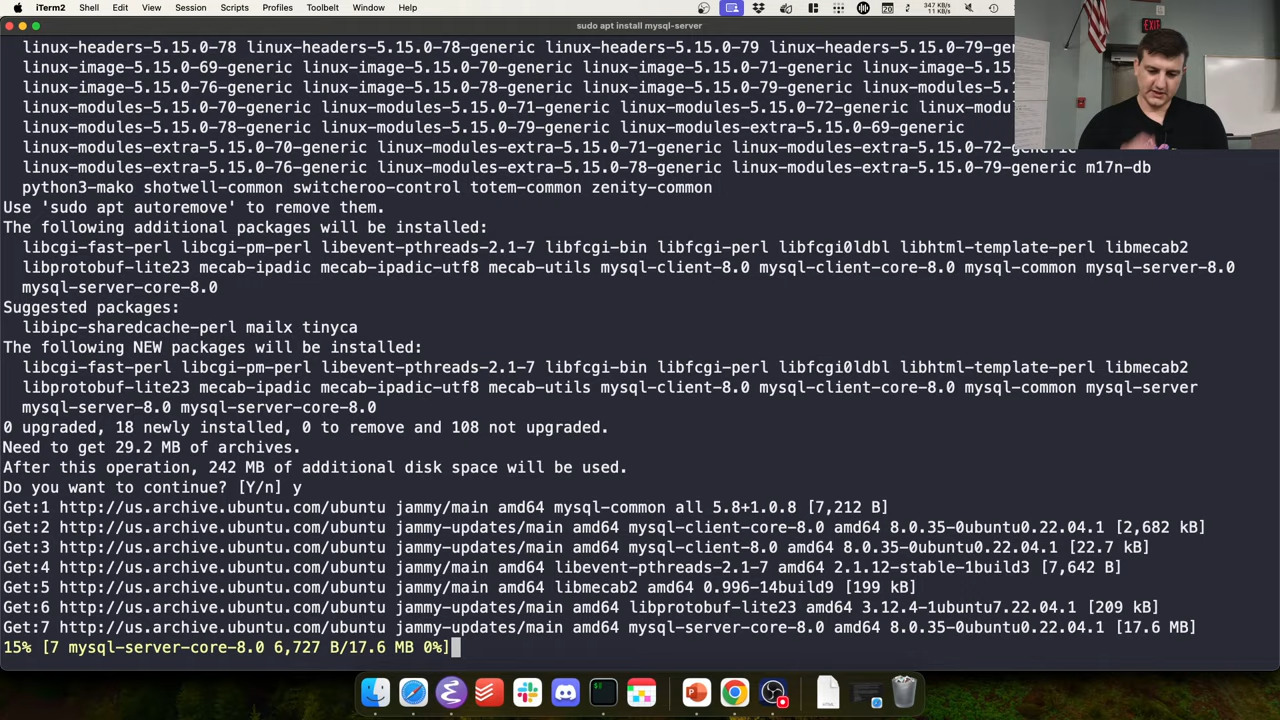 iTerm2 Shell Edit View Session Scripts Profiles Toolbelt Window Help 20 347 KB/s
11 KB/s
EXIT
sudo apt install mysql-server
linux-headers-5.15.0-78 linux-headers-5.15.0-78-generic linux-headers-5.15.0-79 linux-headers-5.15.0-79-gen
linux-image-5.15.0-69-generic linux-image-5.15.0-70-generic linux-image-5.15.0-71-generic linux-image-5.15.
linux-image-5.15.0-76-generic linux-image-5.15.0-78-generic linux-image-5.15.0-79-generic linux-modules-5.1
linux-modules-5.15.0-70-generic linux-modules-5.15.0-71-generic linux-modules-5.15.0-72-generic linux-modu
linux-modules-5.15.0-78-generic linux-modules-5.15.0-79-generic linux-modules-extra-5.15.0-69-generic
linux-modules-extra-5.15.0-70-generic linux-modules-extra-5.15.0-71-generic linux-modules-extra-5.15.0-72-generic
linux-modules-extra-5.15.0-76-generic linux-modules-extra-5.15.0-78-generic linux-modules-extra-5.15.0-79-generic m17n-db
python3-mako shotwell-common switcheroo-control totem-common zenity-common
Use 'sudo apt autoremove' to remove them.
The following additional packages will be installed:
libcgi-fast-perl libcgi-pm-perl libevent-pthreads-2.1-7 libfcgi-bin libfcgi-perl libfcgi0ldbl libhtml-template-perl libmecab2
libprotobuf-lite23 mecab-ipadic mecab-ipadic-utf8 mecab-utils mysql-client-8.0 mysql-client-core-8.0 mysql-common mysql-server-8.0
mysql-server-core-8.0
Suggested packages:
libipc-sharedcache-perl mailx tinyca
The following NEW packages will be installed:
libcgi-fast-perl libcgi-pm-perl libevent-pthreads-2.1-7 libfcgi-bin libfcgi-perl libfcgi0ldbl libhtml-template-perl libmecab2
libprotobuf-lite23 mecab-ipadic mecab-ipadic-utf8 mecab-utils mysql-client-8.0 mysql-client-core-8.0 mysql-common mysql-server
mysql-server-8.0 mysql-server-core-8.0
0 upgraded, 18 newly installed, 0 to remove and 108 not upgraded.
Need to get 29.2 MB of archives.
After this operation, 242 MB of additional disk space will be used.
Do you want to continue? [Y/n] y
Get:1 http://us.archive.ubuntu.com/ubuntu jammy/main amd64 mysql-common all 5.8+1.0.8 [7,212 B]
Get:2 http://us.archive.ubuntu.com/ubuntu jammy-updates/main amd64 mysql-client-core-8.0 amd64 8.0.35-0ubuntu0.22.04.1 [2,682 kB]
Get:3 http://us.archive.ubuntu.com/ubuntu jammy-updates/main amd64 mysql-client-8.0 amd64 8.0.35-0ubuntu0.22.04.1 [22.7 kB]
Get:4 http://us.archive.ubuntu.com/ubuntu jammy-updates/main amd64 libevent-pthreads-2.1-7 amd64 2.1.12-stable-1build3 [7,642 B]
Get:5 http://us.archive.ubuntu.com/ubuntu jammy/main amd64 libmecab2 amd64 0.996-14build9 [199 kB]
Get:6 http://us.archive.ubuntu.com/ubuntu jammy-updates/main amd64 libprotobuf-lite23 amd64 3.12.4-1ubuntu7.22.04.1 [209 kB]
Get:7 http://us.archive.ubuntu.com/ubuntu jammy-updates/main amd64 mysql-server-core-8.0 amd64 8.0.35-0ubuntu0.22.04.1 [17.6 MB]
15% [7 mysql-server-core-8.0 6,727 B/17.6 MB 0%]